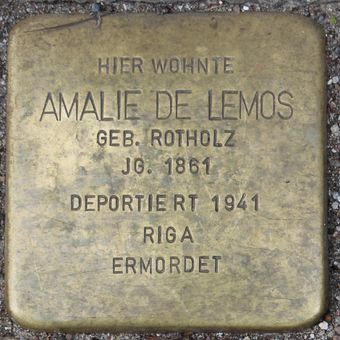 HIER WOHNTE
AMALIE DE LEMOS
GEB. ROTHOLZ
JG. 1861
DEPORTIERT 1941
RIGA
ERMORDET